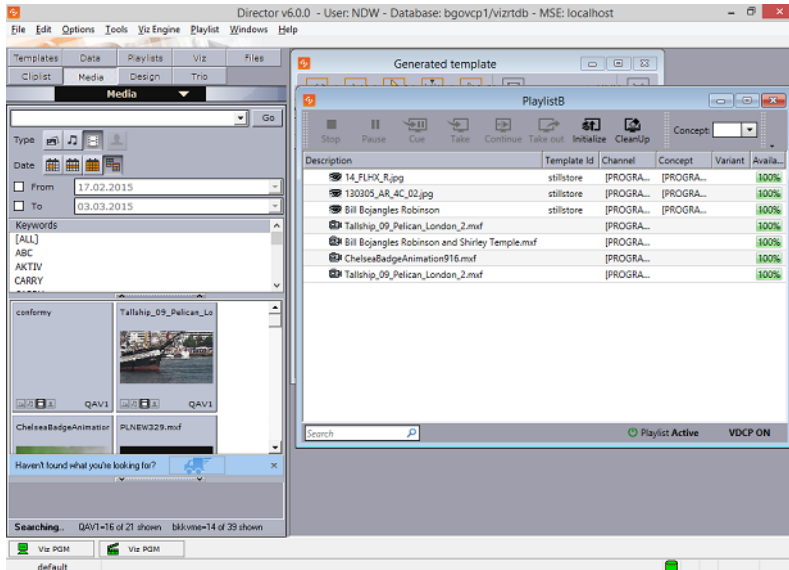 Director v6.0.0 - User: NDW - Database: bgovcp1/vizrtdb - MSE: localhost
File Edit Options Tools Viz Engine Playlist Windows Help
Templates Data Playlists Viz Files
Cliplist Media Design Trio
Media
Go
Type
Date
From 17.02.2015
To 03.03.2015
Keywords
[ALL]
ABC
AKTIV
CARRY
conformy Tallship_09_Pelican_Lo
QAV1 QAV1
ChelseaBadgeAnimation PLNEW329.mxf
Haven't found what you're looking for?
Searching.. QAV1=16 of 21 shown bkkvme=14 of 39 shown
Viz PGM Viz PGM
default
Generated template
PlaylistB
Stop Pause Cue Take Continue Take out Initialize CleanUp Concept:
Description Template Id Channel Concept Variant Availa...
14_FLHX_R.jpg stillstore [PROGRA... [PROGRA... 100%
130305_AR_4C_02.jpg stillstore [PROGRA... [PROGRA... 100%
Bill Bojangles Robinson stillstore [PROGRA... [PROGRA... 100%
Tallship_09_Pelican_London_2.mxf [PROGRA... 100%
Bill Bojangles Robinson and Shirley Temple.mxf [PROGRA... 100%
ChelseaBadgeAnimation916.mxf [PROGRA... 100%
Tallship_09_Pelican_London_2.mxf [PROGRA... 100%
Search
Playlist Active VDCP ON